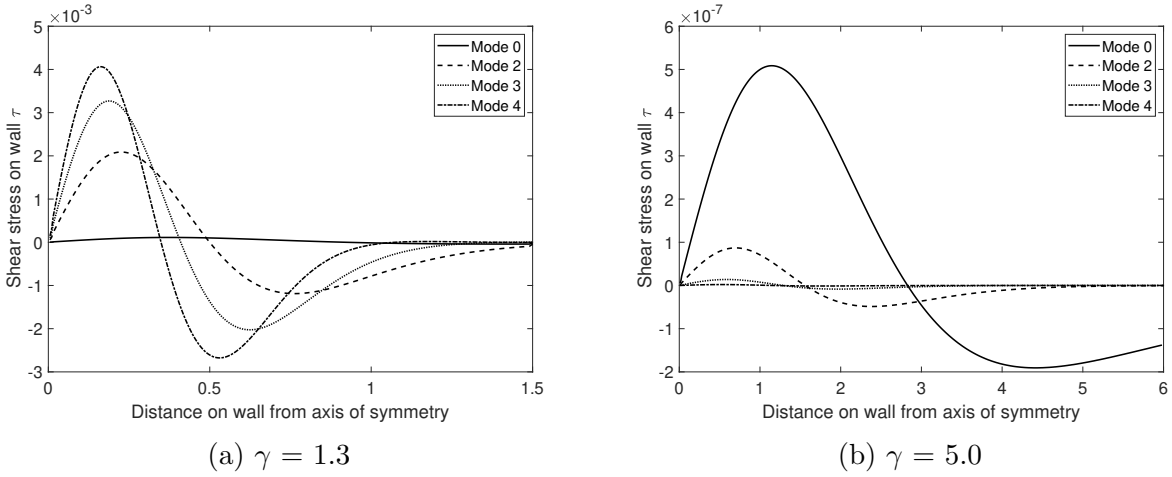 ×10⁻³
5
4
3
2
1
0
-1
-2
-3
Shear stress on wall τ
0
0.5
1
1.5
Distance on wall from axis of symmetry
Mode 0
Mode 2
Mode 3
Mode 4
(a) γ = 1.3
×10⁻⁷
6
5
4
3
2
1
0
-1
-2
Shear stress on wall τ
0
1
2
3
4
5
6
Distance on wall from axis of symmetry
Mode 0
Mode 2
Mode 3
Mode 4
(b) γ = 5.0